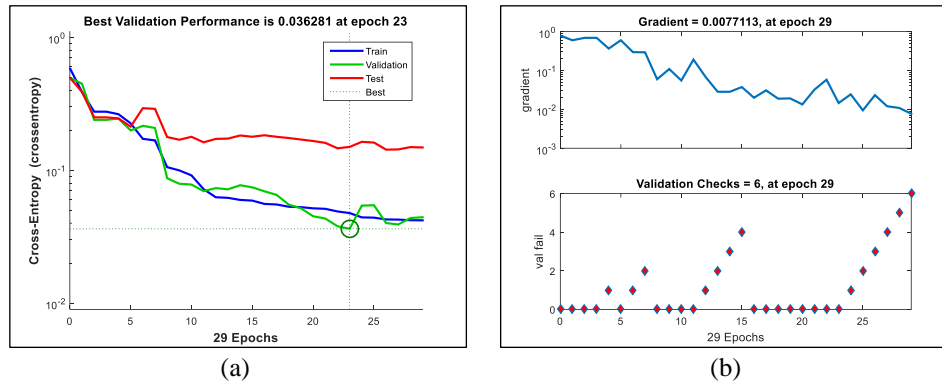 Best Validation Performance is 0.036281 at epoch 23
Cross-Entropy (crossentropy)
10^0
10^-1
10^-2
Train
Validation
Test
Best
0 5 10 15 20 25
29 Epochs
(a)
Gradient = 0.0077113, at epoch 29
gradient
10^0
10^-1
10^-2
10^-3
Validation Checks = 6, at epoch 29
val fail
6
4
2
0
0 5 10 15 20 25
29 Epochs
(b)